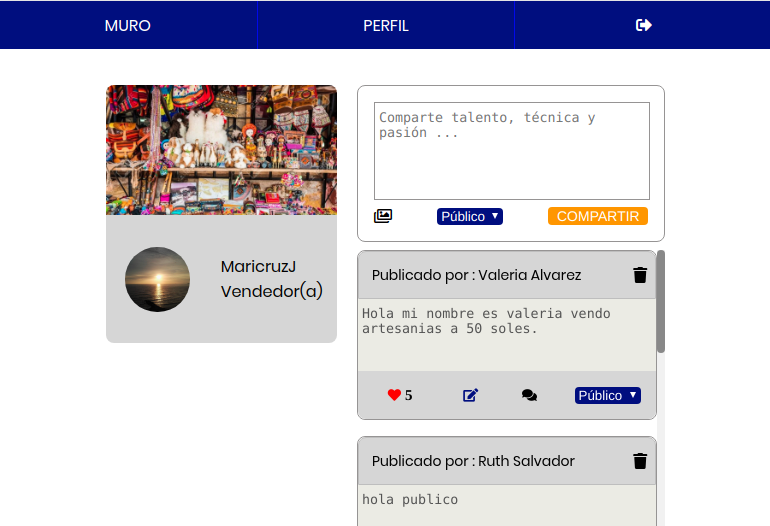 MURO
PERFIL
MaricruzJ
Vendedor(a)
Comparte talento, técnica y
pasión ...
Público
COMPARTIR
Publicado por : Valeria Alvarez
Hola mi nombre es valeria vendo
artesanias a 50 soles.
5
Público
Publicado por : Ruth Salvador
hola publico